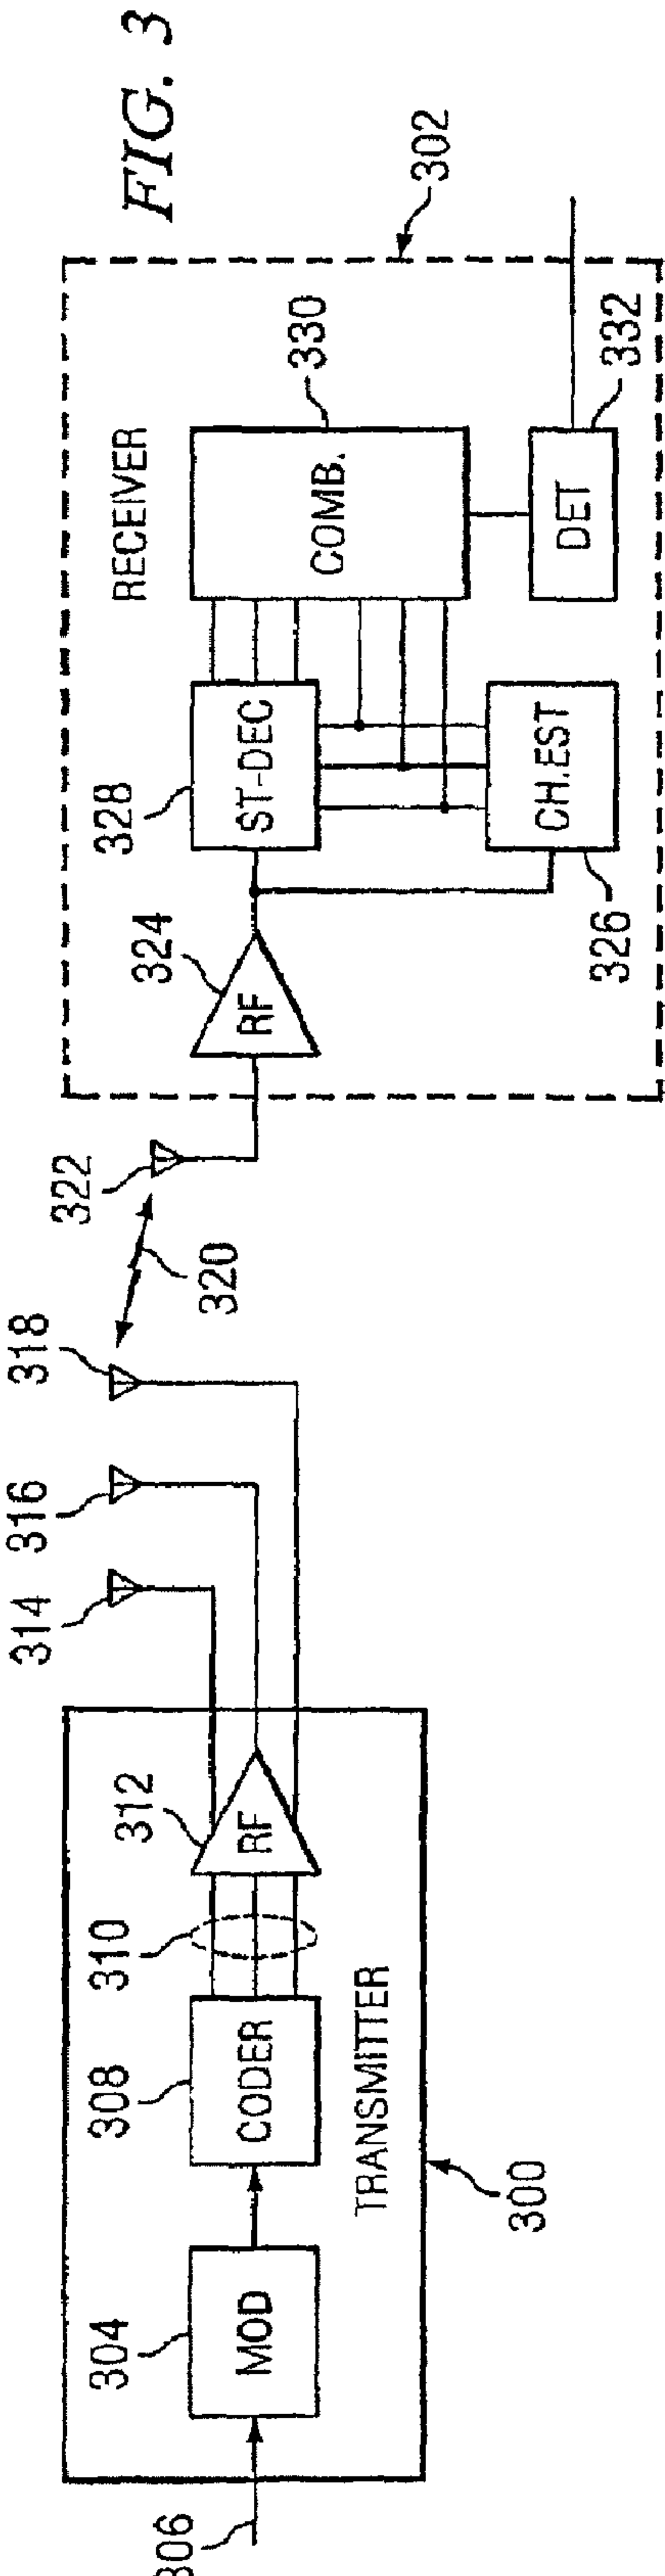 FIG. 3
306
304
MOD
308
CODER
310
312
RF
TRANSMITTER
300
314
316
318
320
322
RECEIVER
302
324
RF
328
ST-DEC
326
CH.EST
330
COMB.
332
DET